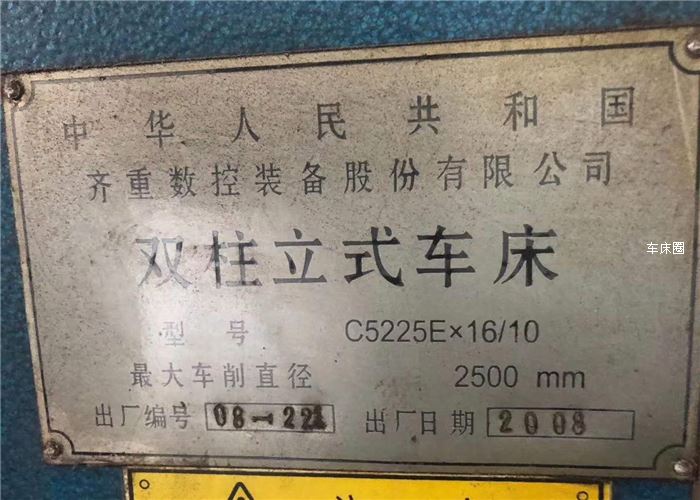 中华人民共和国
齐重数控装备股份有限公司
双柱立式车床
型号 C5225E×16/10
最大车削直径 2500 mm
出厂编号 出厂日期 2008
车床圈